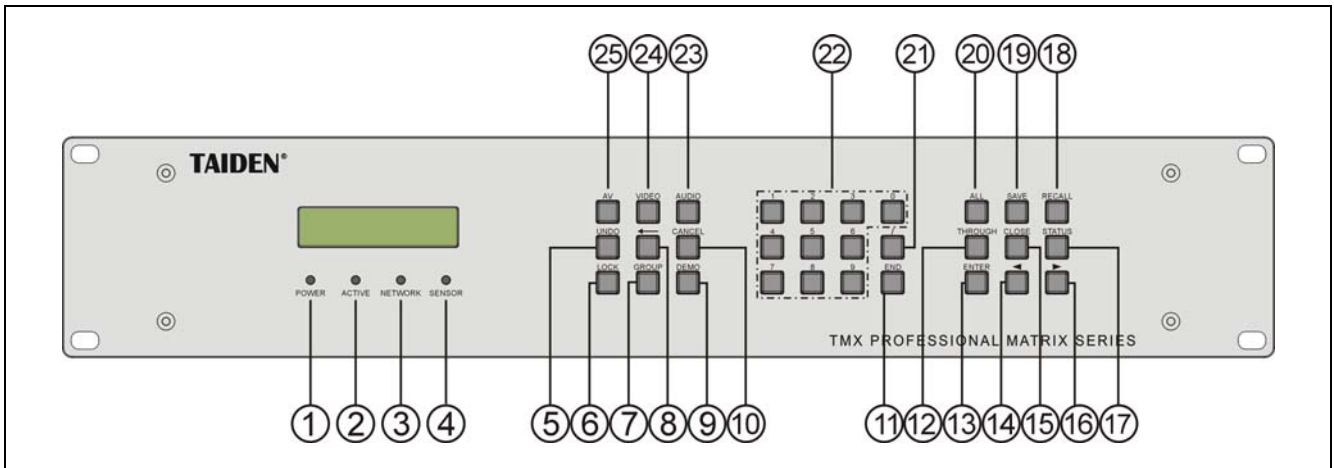 25 24 23 22 21 20 19 18
TAIDEN®
AV VIDEO AUDIO 1 2 3 0 ALL SAVE RECALL
UNDO ← CANCEL 4 5 6 / THROUGH CLOSE STATUS
LOCK GROUP DEMO 7 8 9 END ENTER ◄ ►
POWER ACTIVE NETWORK SENSOR
TMX PROFESSIONAL MATRIX SERIES
1 2 3 4 5 6 7 8 9 10 11 12 13 14 15 16 17